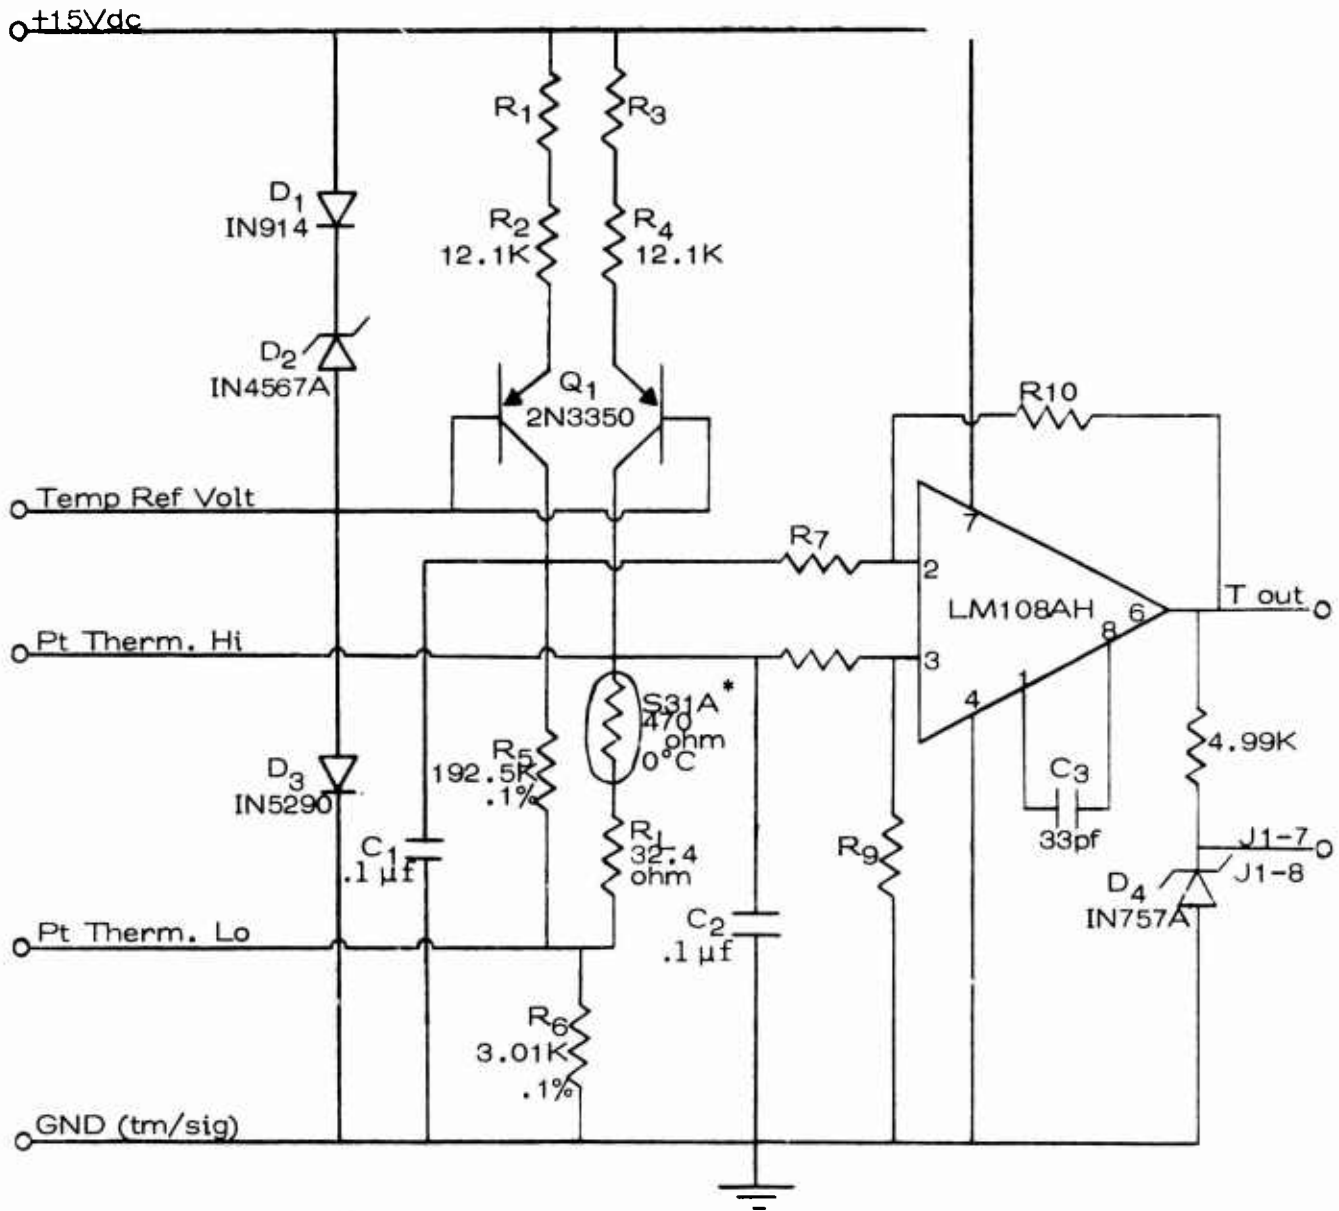 +15Vdc
R1
R3
D1
IN914
R2
12.1K
R4
12.1K
D2
IN4567A
Q1
2N3350
R10
Temp Ref Volt
R7
7
2
LM108AH
6
T out
Pt Therm. Hi
8
3
1
4
S31A*
470
ohm
0°C
4.99K
R5
192.5K
.1%
D3
IN5290
C3
33pf
C1
.1 µf
RL
32.4
ohm
R9
J1-7
J1-8
D4
IN757A
C2
.1 µf
Pt Therm. Lo
R6
3.01K
.1%
GND (tm/sig)